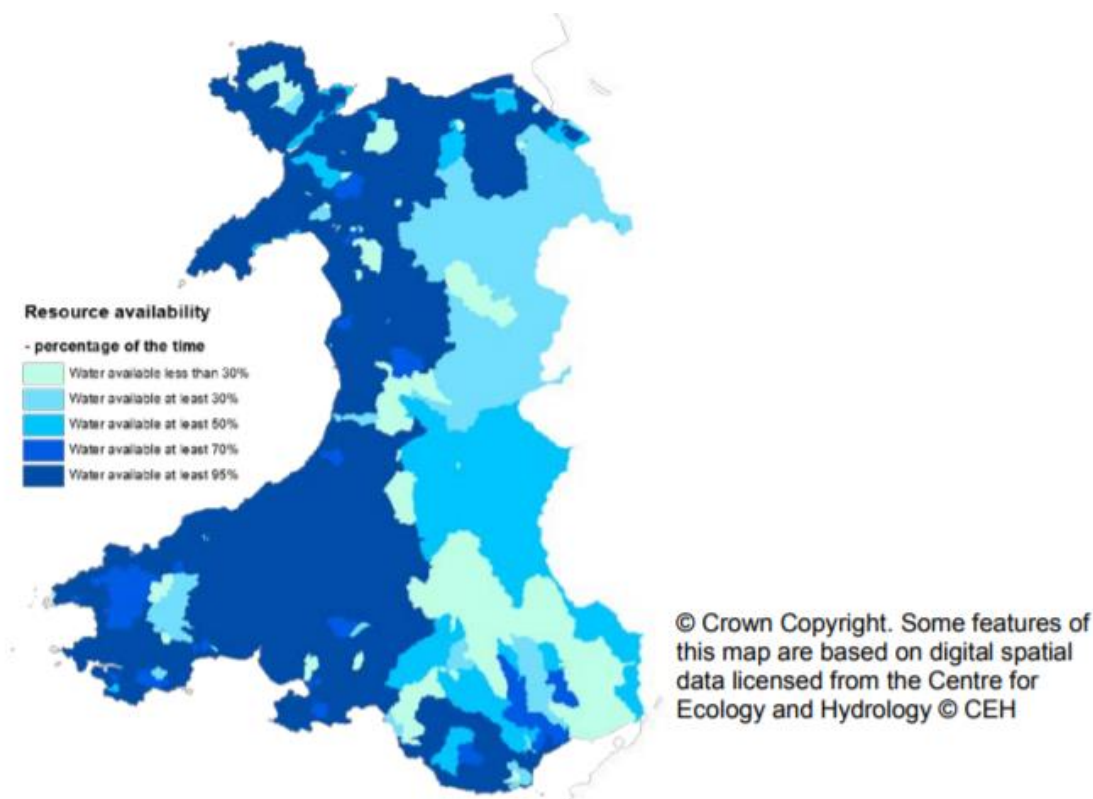 Resource availability
- percentage of the time
Water available less than 30%
Water available at least 30%
Water available at least 50%
Water available at least 70%
Water available at least 95%
© Crown Copyright. Some features of
this map are based on digital spatial
data licensed from the Centre for
Ecology and Hydrology © CEH